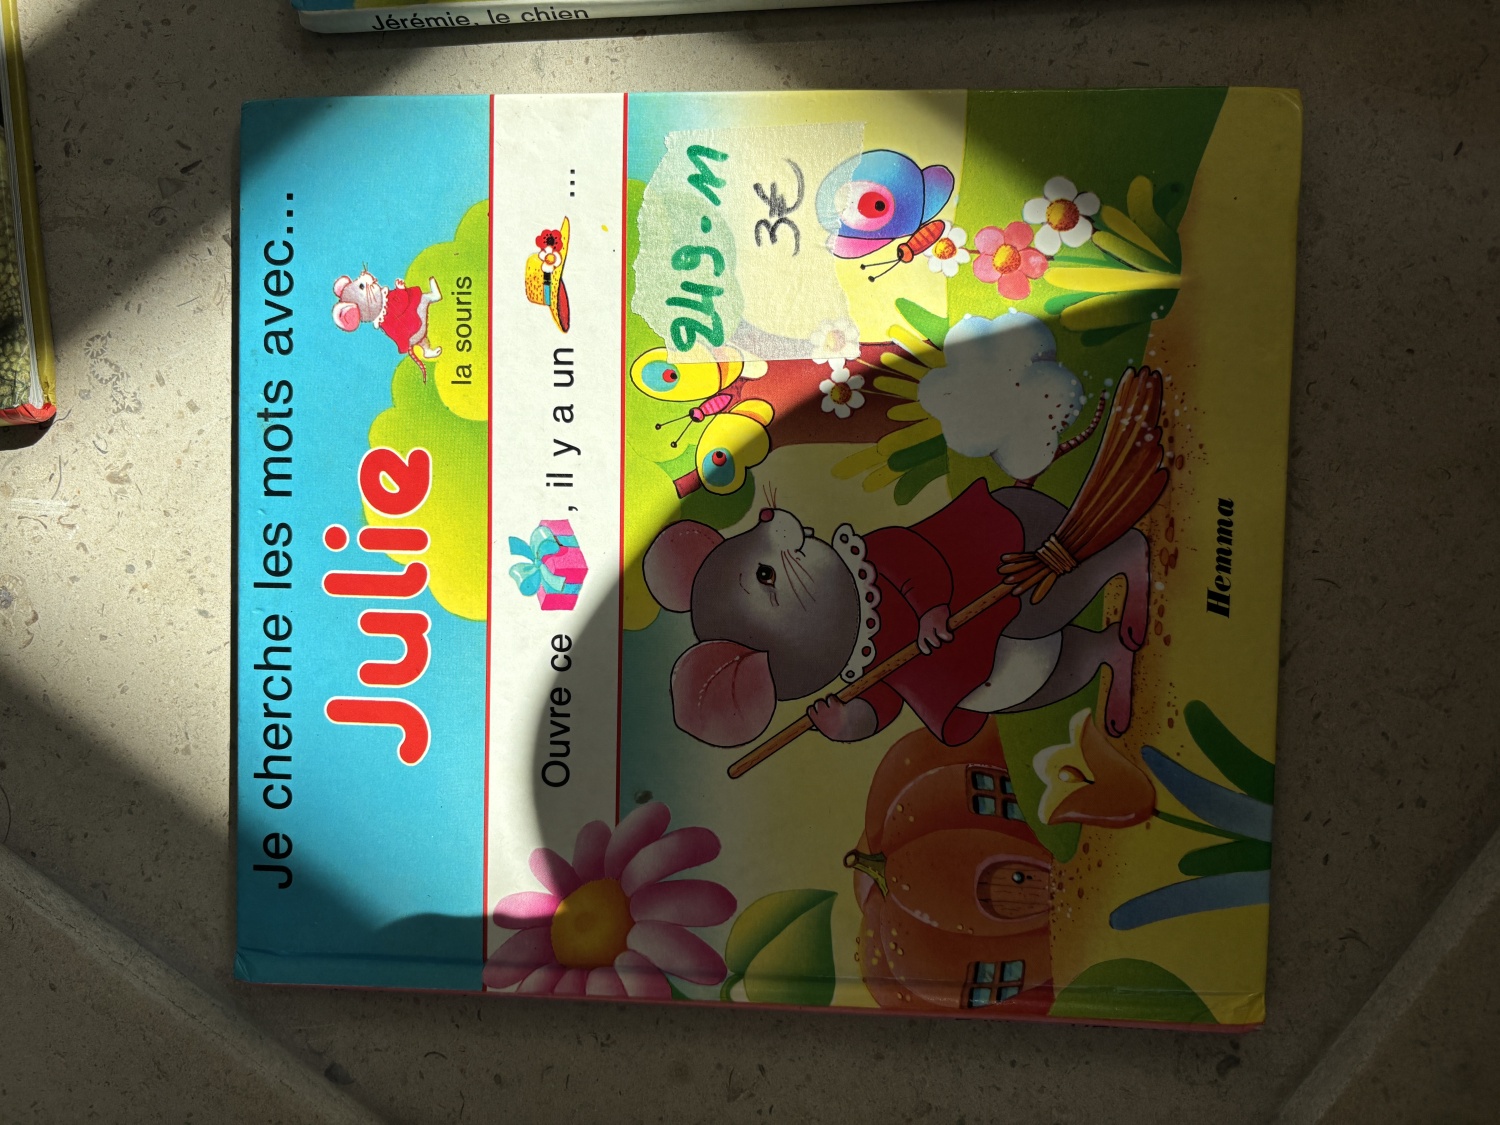 Jérémie, le chien
Je cherche les mots avec...
Julie
la souris
Ouvre ce , il y a un ...
249-M
3€
Hemma